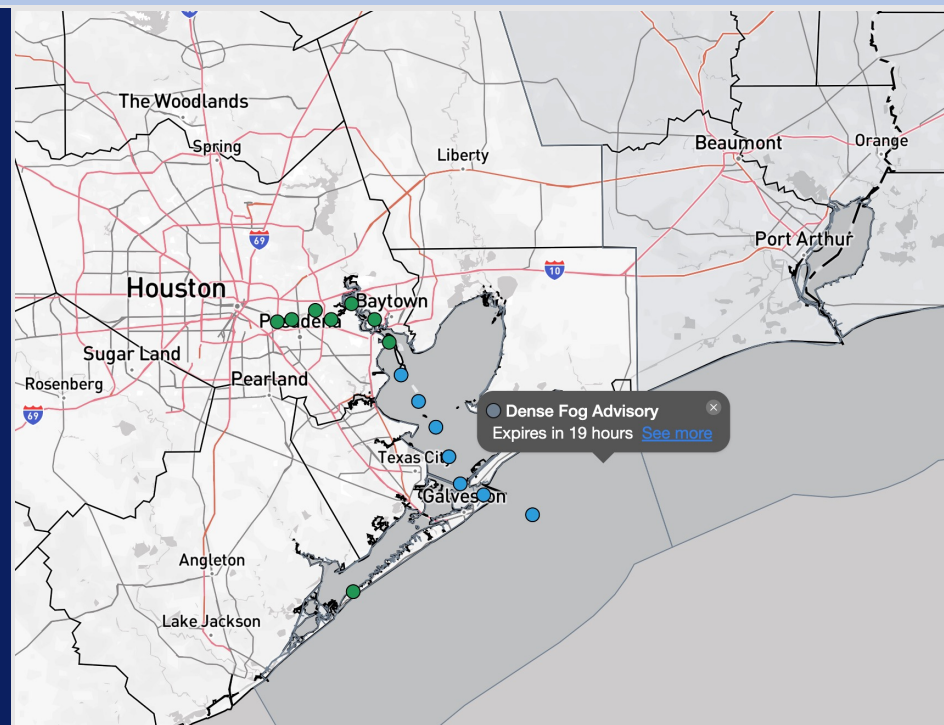 The Woodlands
Spring
Liberty
Beaumont
Orange
69
Port Arthur
10
Houston
Baytown
Pasadena
Sugar Land
Rosenberg
Pearland
69
Dense Fog Advisory
Expires in 19 hours See more
Texas City
Galveston
Angleton
Lake Jackson